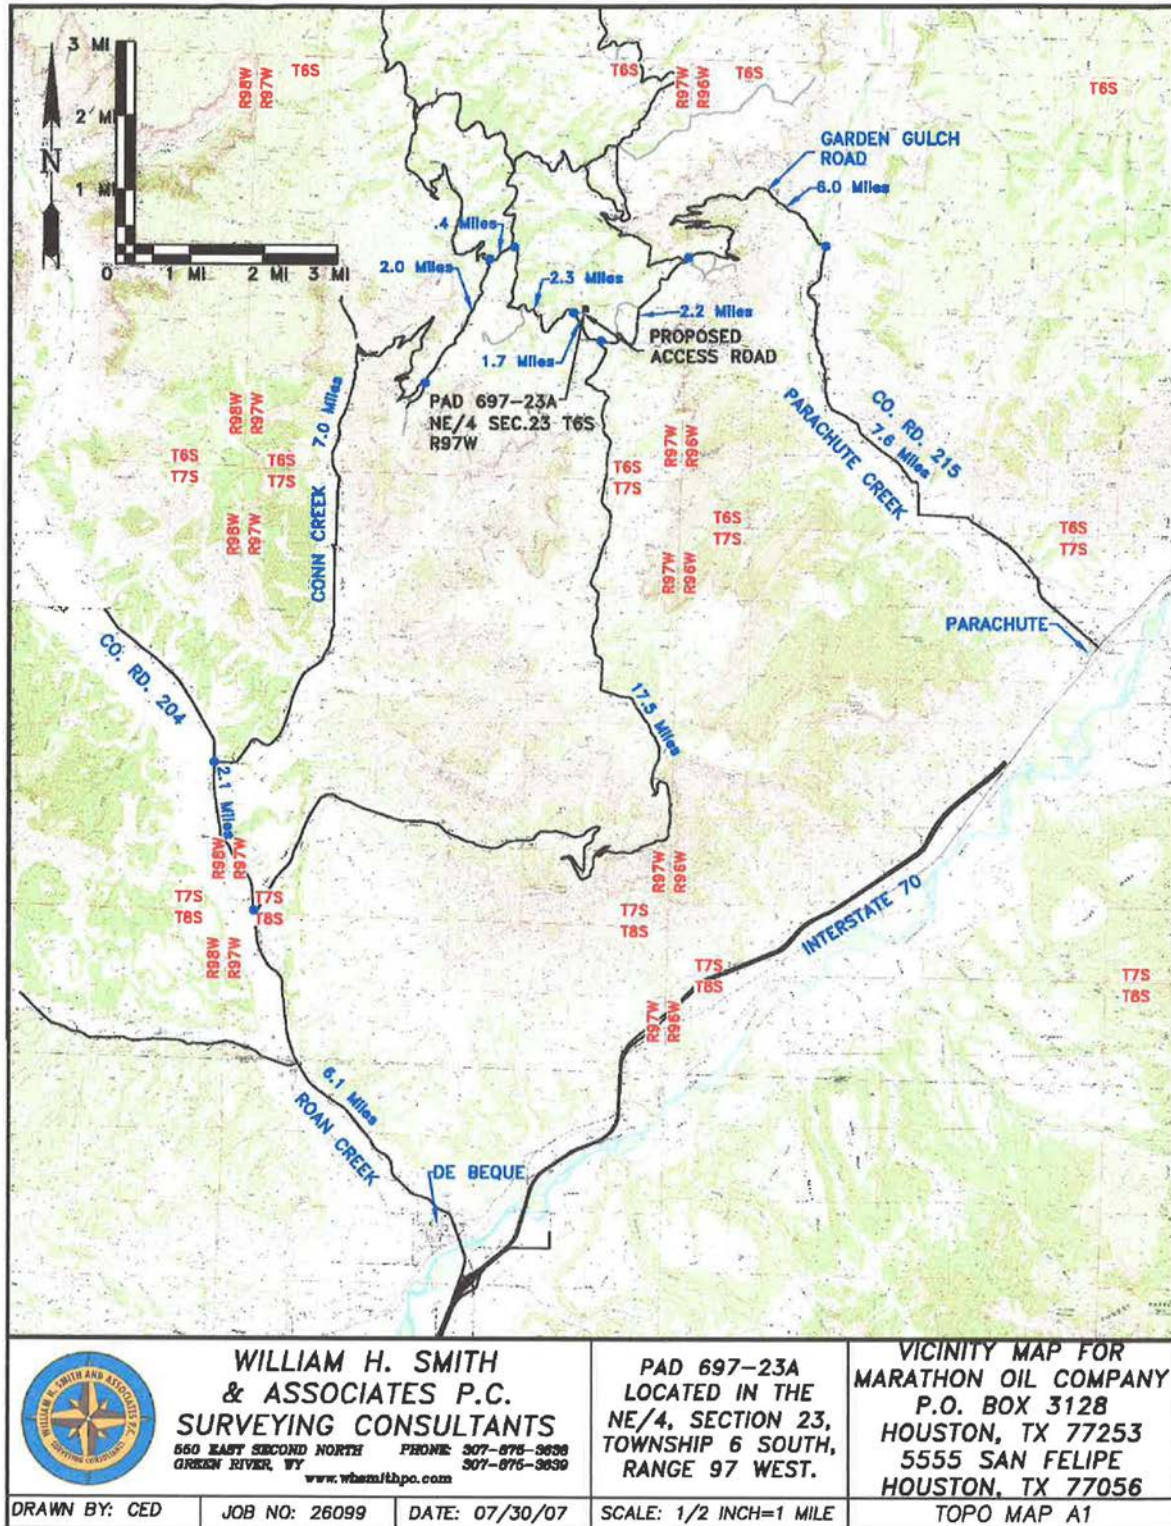 3 MI
2 MI
1 MI
N
0 1 MI 2 MI 3 MI
R98W
R97W
T6S
T6S
R97W
R96W
T6S
T6S
GARDEN GULCH
ROAD
6.0 Miles
.4 Miles
2.0 Miles
2.3 Miles
2.2 Miles
PROPOSED
ACCESS ROAD
1.7 Miles
PAD 697-23A
NE/4 SEC.23 T6S
R97W
7.0 Miles
CONN CREEK
CO. RD. 215
7.6 Miles
PARACHUTE CREEK
R98W
R97W
T6S
T7S
T6S
T7S
R98W
R97W
R97W
R96W
T6S
T7S
T6S
T7S
R97W
R96W
T6S
T7S
PARACHUTE
CO. RD. 204
17.5 Miles
2.1 Miles
R98W
R97W
T7S
T8S
T7S
T8S
R98W
R97W
R97W
R96W
T7S
T8S
INTERSTATE 70
T7S
T8S
R97W
R96W
T7S
T8S
6.1 Miles
ROAN CREEK
DE BEQUE
WILLIAM H. SMITH AND ASSOCIATES P.C.
SURVEYING CONSULTANTS
WILLIAM H. SMITH
& ASSOCIATES P.C.
SURVEYING CONSULTANTS
550 EAST SECOND NORTH PHONE: 307-875-3638
GREEN RIVER, WY 307-875-3639
www.whsmithpc.com
PAD 697-23A
LOCATED IN THE
NE/4, SECTION 23,
TOWNSHIP 6 SOUTH,
RANGE 97 WEST.
VICINITY MAP FOR
MARATHON OIL COMPANY
P.O. BOX 3128
HOUSTON, TX 77253
5555 SAN FELIPE
HOUSTON, TX 77056
DRAWN BY: CED
JOB NO: 26099
DATE: 07/30/07
SCALE: 1/2 INCH=1 MILE
TOPO MAP A1